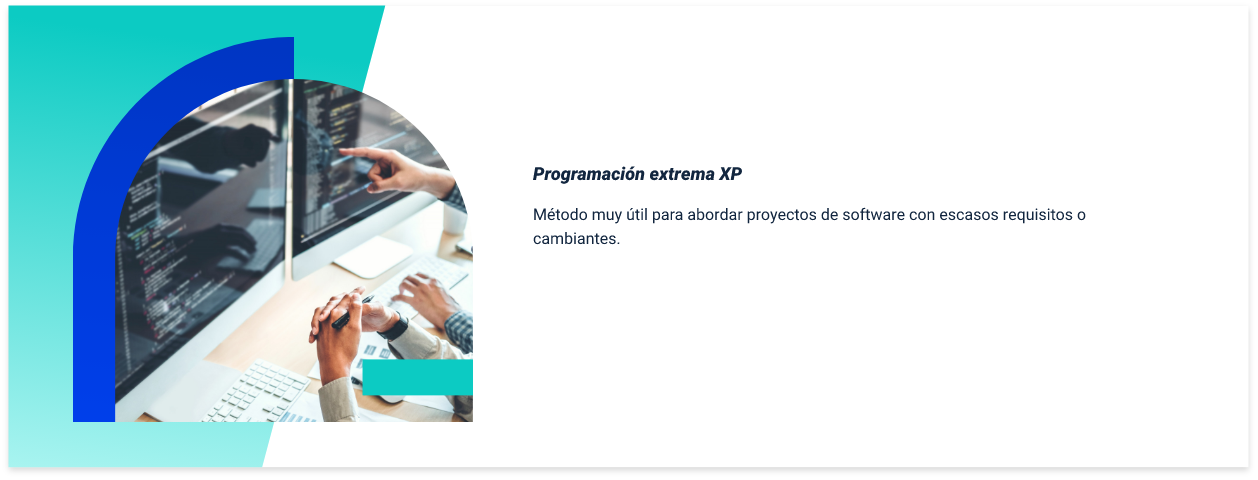 Programación extrema XP
Método muy útil para abordar proyectos de software con escasos requisitos o
cambiantes.